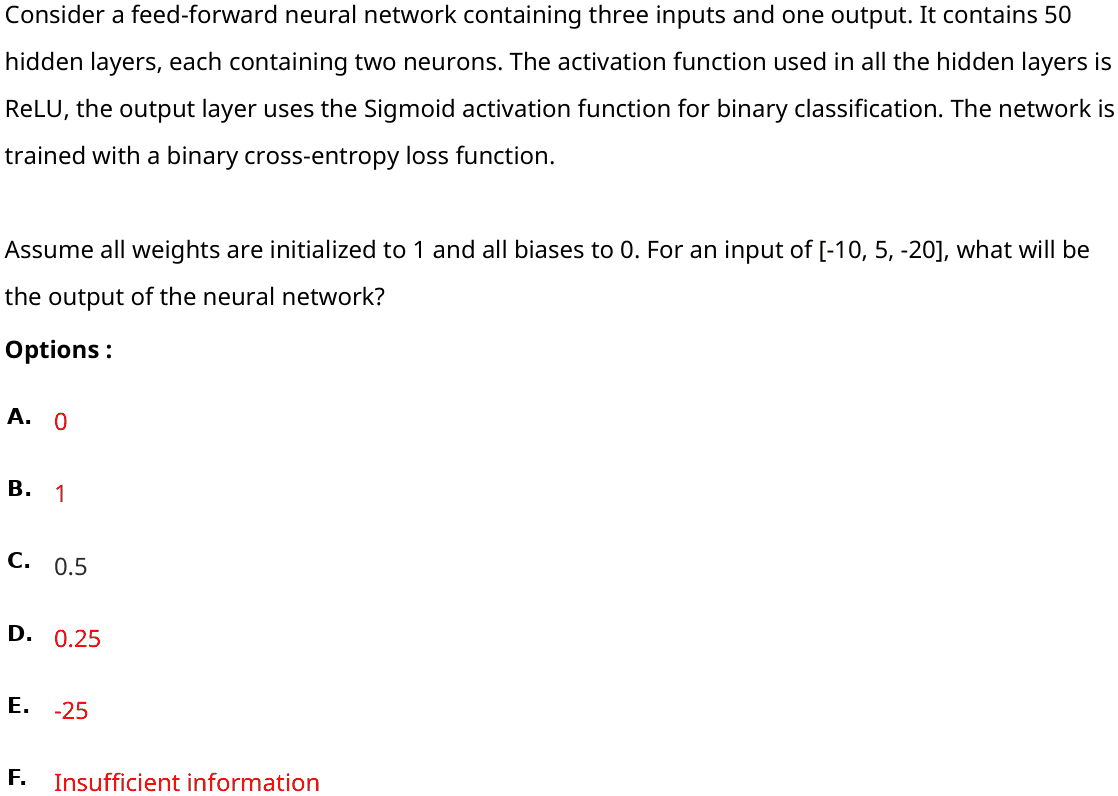 Consider a feed-forward neural network containing three inputs and one output. It contains 50
hidden layers, each containing two neurons. The activation function used in all the hidden layers is
ReLU, the output layer uses the Sigmoid activation function for binary classification. The network is
trained with a binary cross-entropy loss function.
Assume all weights are initialized to 1 and all biases to 0. For an input of [-10, 5, -20], what will be
the output of the neural network?
Options :
A. 0
B. 1
C. 0.5
D. 0.25
E. -25
F. Insufficient information